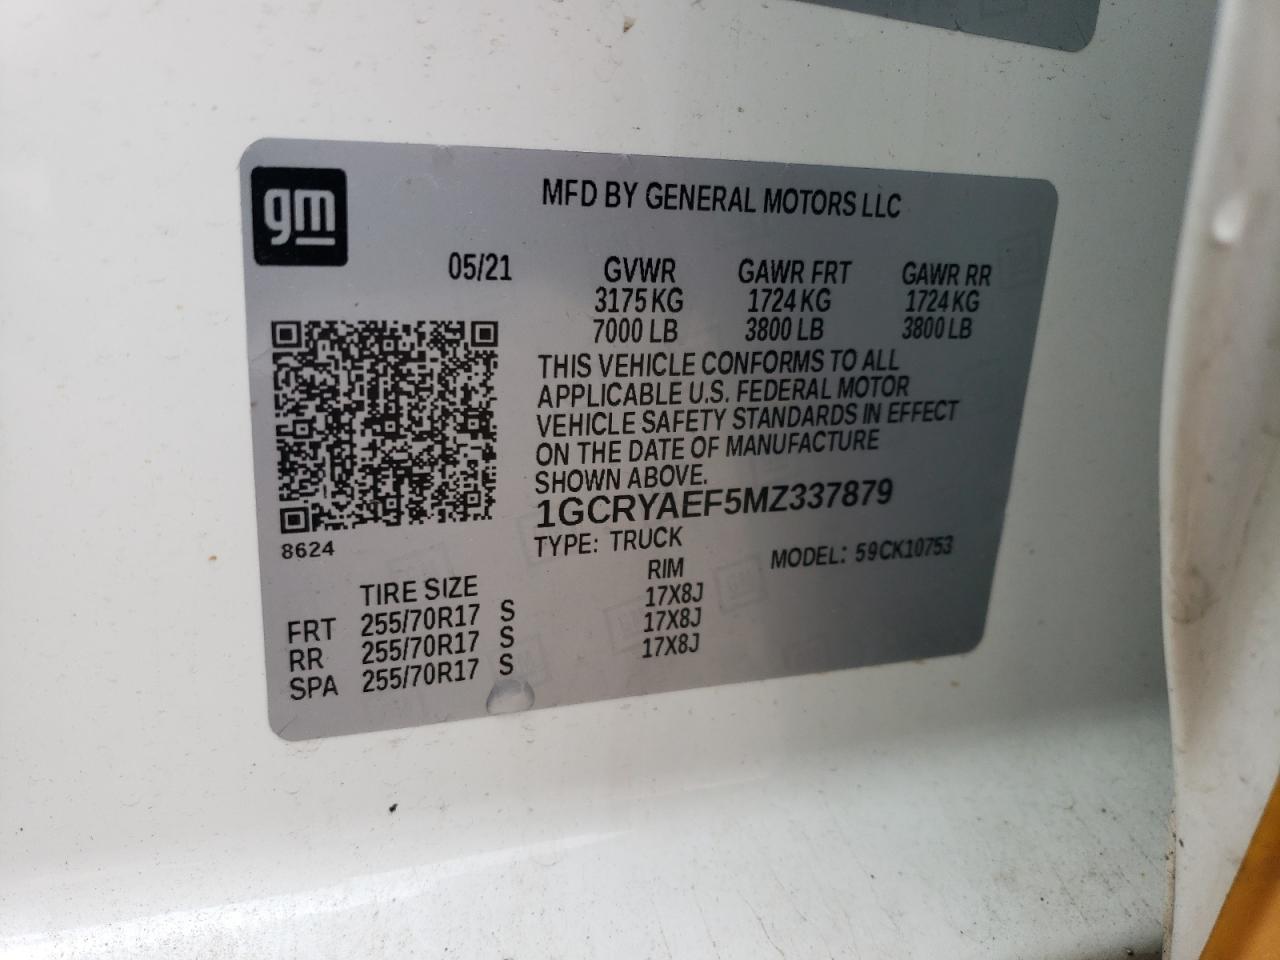 gm
MFD BY GENERAL MOTORS LLC
05/21 GVWR GAWR FRT GAWR RR
3175 KG 1724 KG 1724 KG
7000 LB 3800 LB 3800 LB
THIS VEHICLE CONFORMS TO ALL
APPLICABLE U.S. FEDERAL MOTOR
VEHICLE SAFETY STANDARDS IN EFFECT
ON THE DATE OF MANUFACTURE
SHOWN ABOVE.
1GCRYAEF5MZ337879
8624
TYPE: TRUCK MODEL: 59CK10753
TIRE SIZE RIM
FRT 255/70R17 S 17X8J
RR 255/70R17 S 17X8J
SPA 255/70R17 S 17X8J